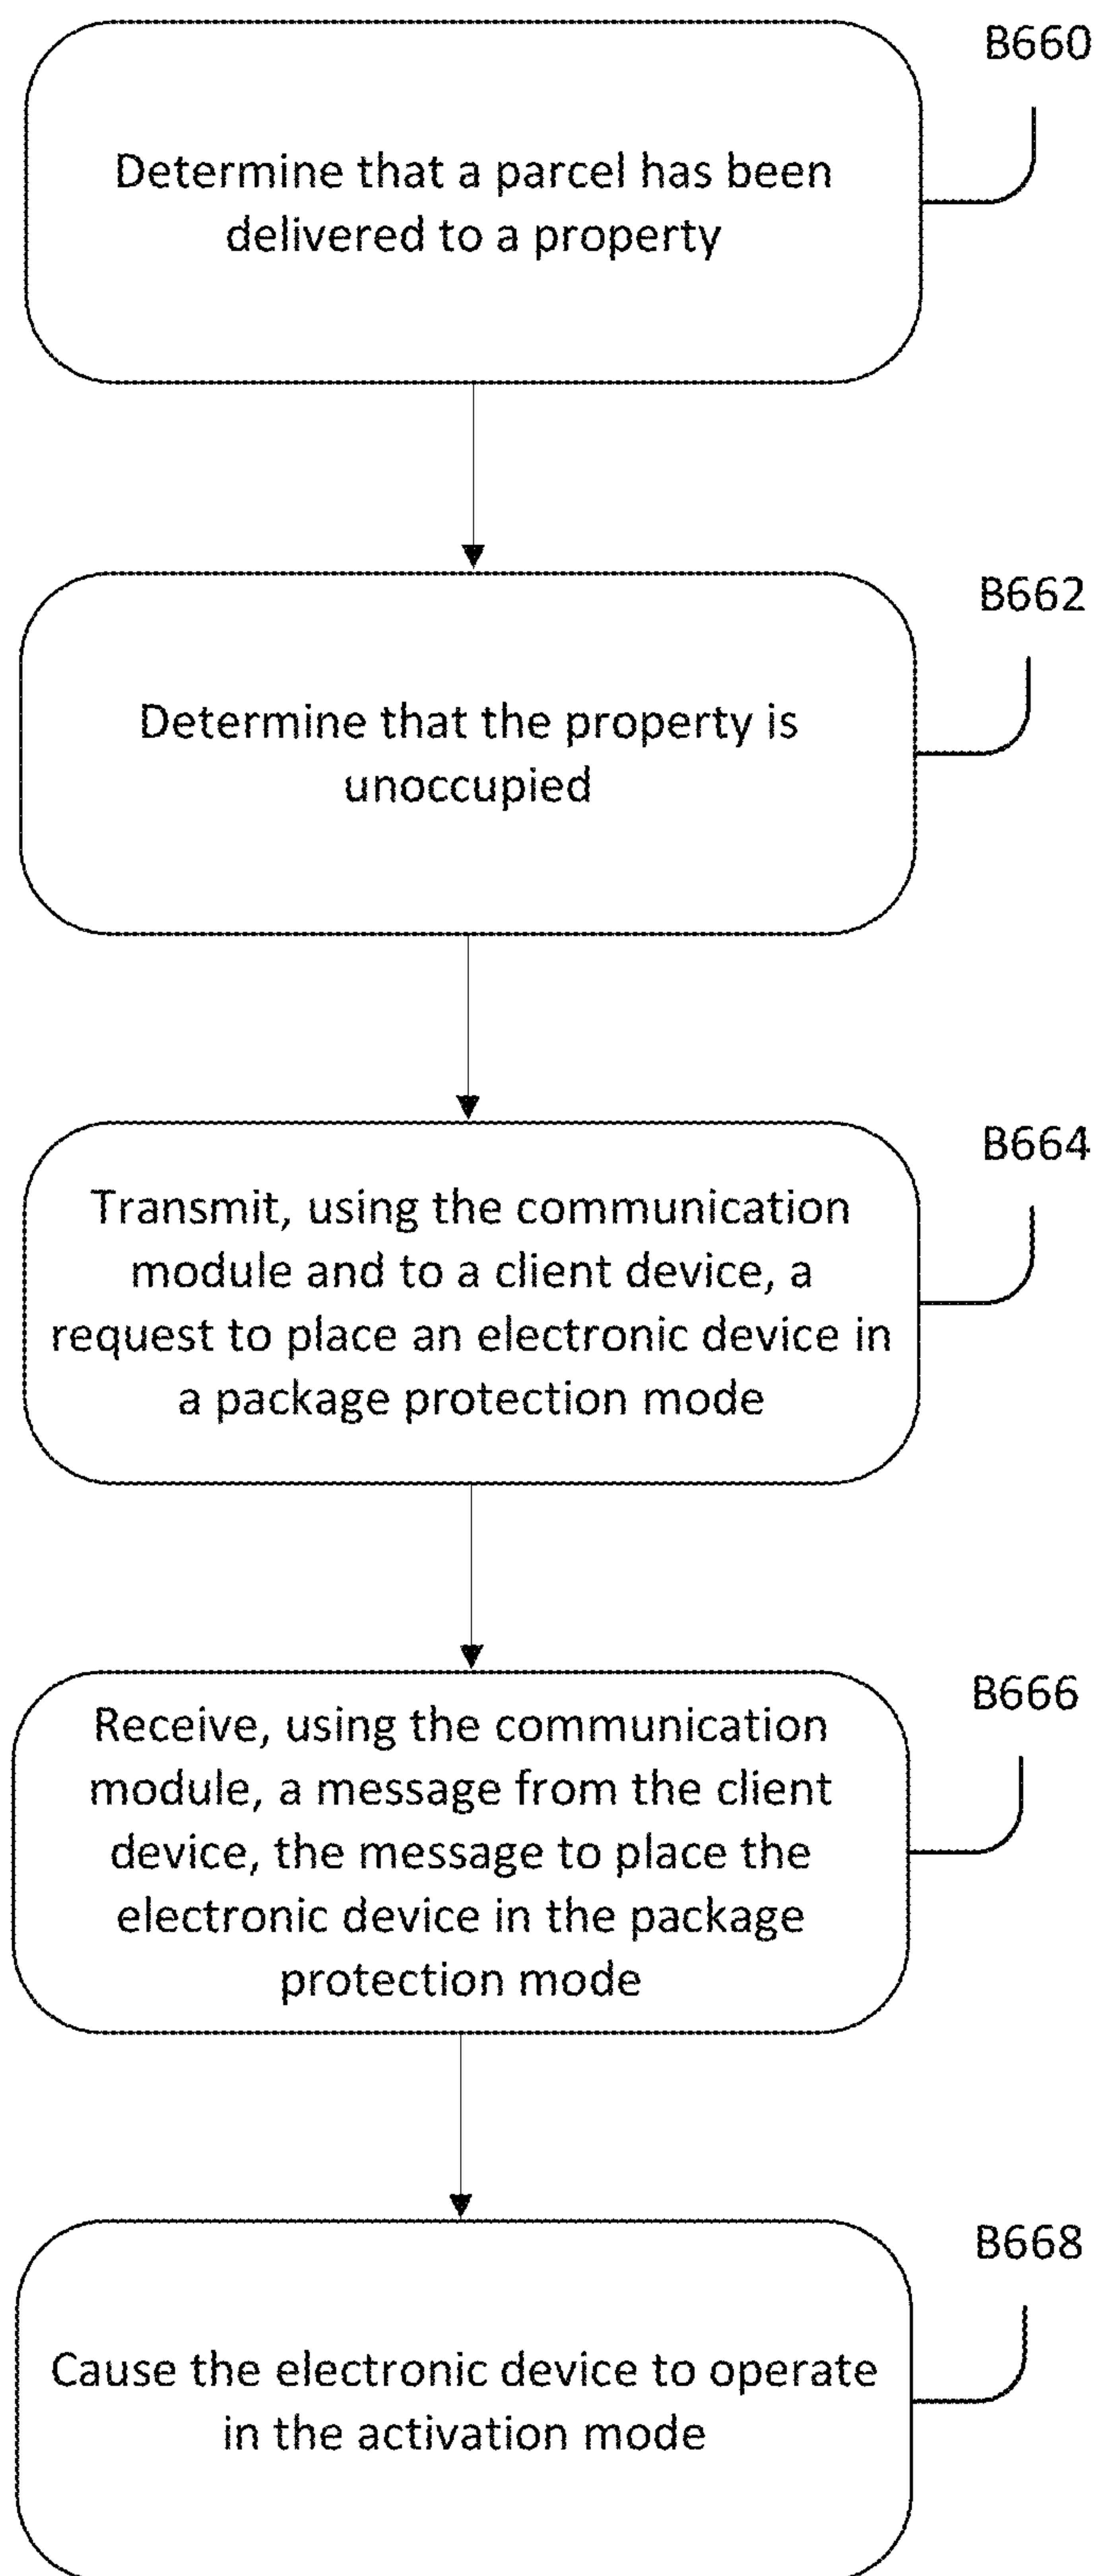 B660
Determine that a parcel has been
delivered to a property
B662
Determine that the property is
unoccupied
B664
Transmit, using the communication
module and to a client device, a
request to place an electronic device in
a package protection mode
B666
Receive, using the communication
module, a message from the client
device, the message to place the
electronic device in the package
protection mode
B668
Cause the electronic device to operate
in the activation mode